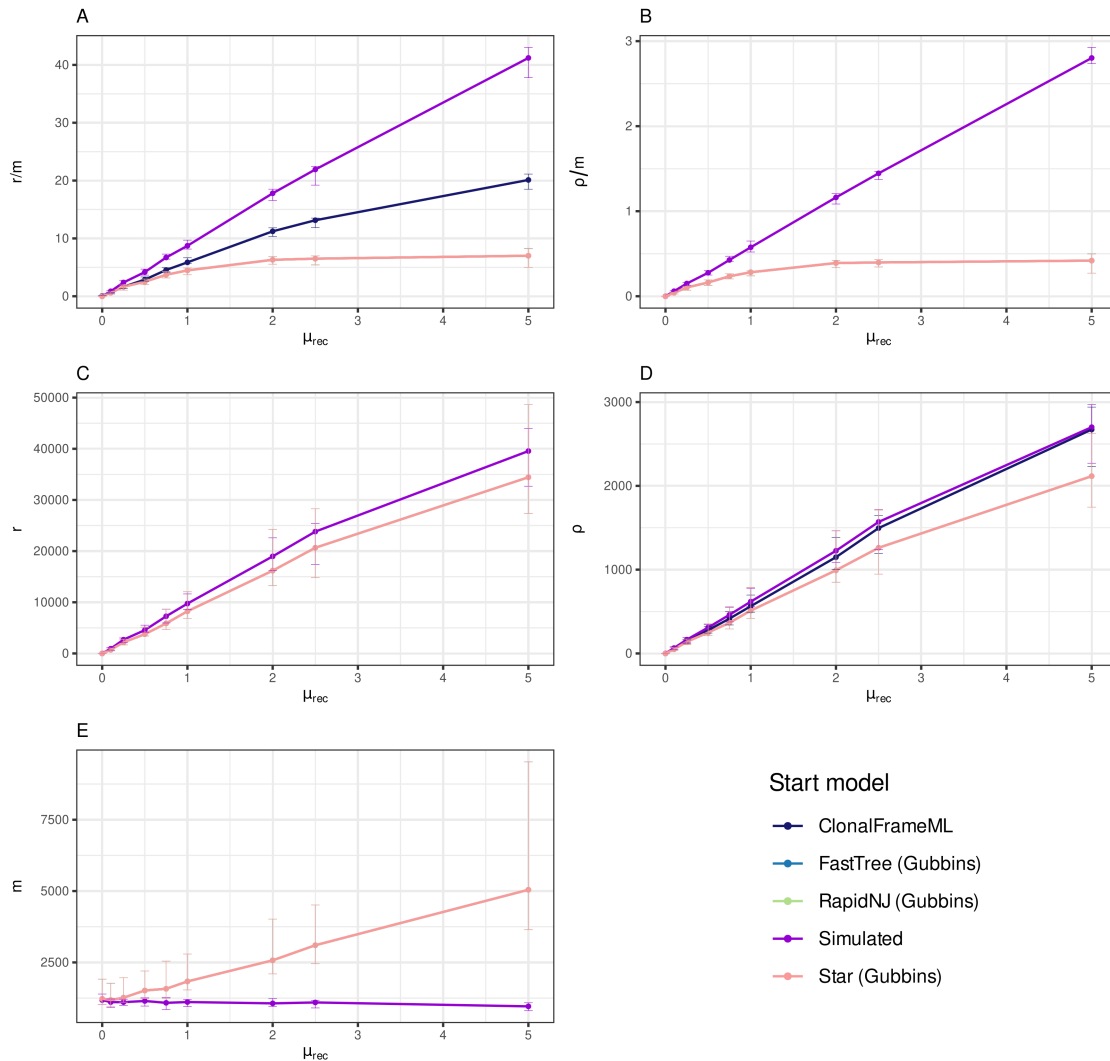 A
r/m
40
30
20
10
0
0 1 2 3 4 5
μrec
B
ρ/m
3
2
1
0
0 1 2 3 4 5
μrec
C
r
50000
40000
30000
20000
10000
0
0 1 2 3 4 5
μrec
D
ρ
3000
2000
1000
0
0 1 2 3 4 5
μrec
E
m
7500
5000
2500
0 1 2 3 4 5
μrec
Start model
ClonalFrameML
FastTree (Gubbins)
RapidNJ (Gubbins)
Simulated
Star (Gubbins)